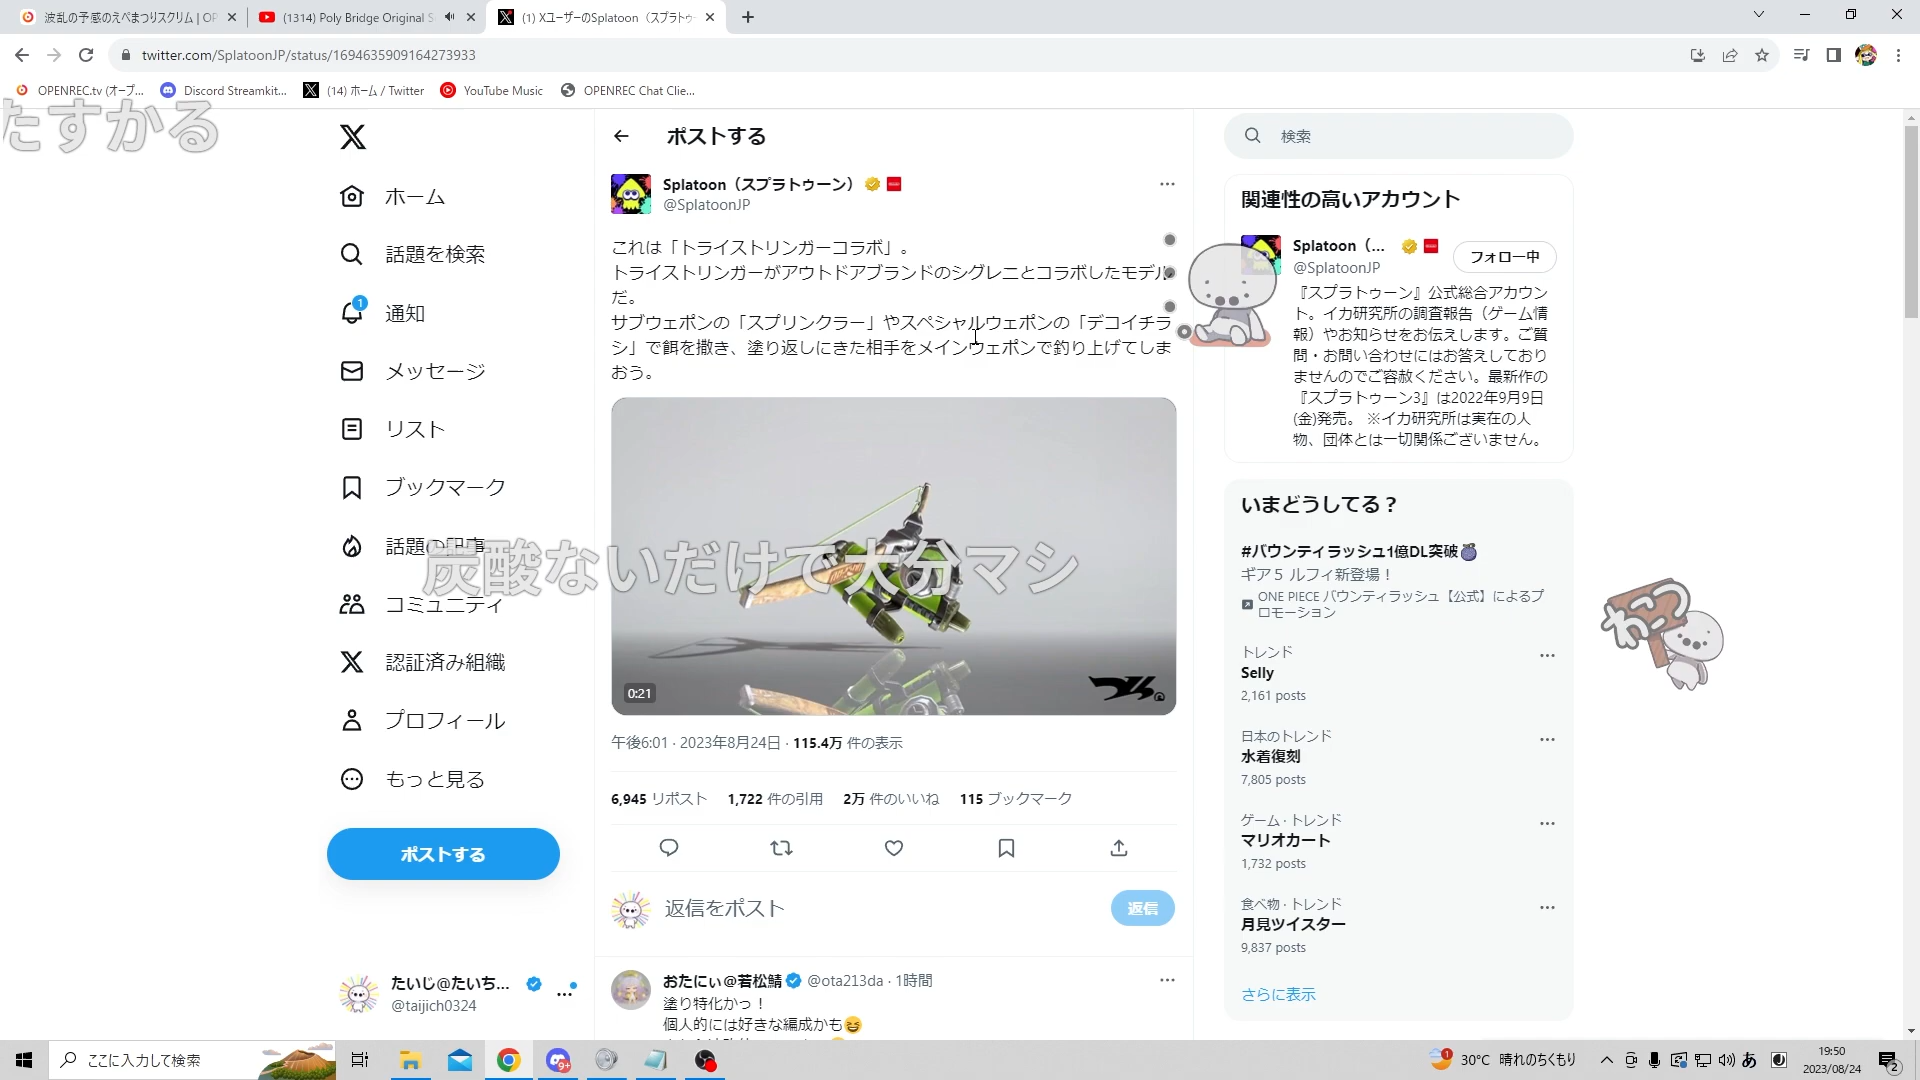 波乱の予感のえぺまつりスクリム | OP
(1314) Poly Bridge Original S
(1) XユーザーのSplatoon（スプラトゥ
twitter.com/SplatoonJP/status/1694635909164273933
OPENREC.tv (オープ...
Discord Streamkit...
(14) ホーム / Twitter
YouTube Music
OPENREC Chat Clie...
たすかる
ホーム
話題を検索
1
通知
メッセージ
リスト
ブックマーク
話題の記事
コミュニティ
認証済み組織
プロフィール
もっと見る
ポストする
たいじ@たいち...
@taijich0324
ポストする
Splatoon（スプラトゥーン）
@SplatoonJP
これは「トライストリンガーコラボ」。
トライストリンガーがアウトドアブランドのシグレニとコラボしたモデル
だ。
サブウェポンの「スプリンクラー」やスペシャルウェポンの「デコイチラ
シ」で餌を撒き、塗り返しにきた相手をメインウェポンで釣り上げてしま
おう。
炭酸ないだけで大分マシ
0:21
午後6:01 · 2023年8月24日 · 115.4万 件の表示
6,945 リポスト 1,722 件の引用 2万 件のいいね 115 ブックマーク
返信をポスト
返信
おたにぃ@若松鯖 @ota213da · 1時間
塗り特化かっ！
個人的には好きな編成かも😆
検索
関連性の高いアカウント
Splatoon（...
@SplatoonJP
フォロー中
『スプラトゥーン』公式総合アカウン
ト。イカ研究所の調査報告（ゲーム情
報）やお知らせをお伝えします。ご質
問・お問い合わせにはお答えしており
ませんのでご容赦ください。最新作の
『スプラトゥーン3』は2022年9月9日
(金)発売。 ※イカ研究所は実在の人
物、団体とは一切関係ございません。
いまどうしてる？
#バウンティラッシュ1億DL突破
ギア５ ルフィ新登場！
ONE PIECE バウンティラッシュ【公式】によるプ
ロモーション
トレンド
Selly
2,161 posts
日本のトレンド
水着復刻
7,805 posts
ゲーム · トレンド
マリオカート
1,732 posts
食べ物 · トレンド
月見ツイスター
9,837 posts
さらに表示
わこつ
ここに入力して検索
9+
1
30°C 晴れのちくもり
あ
19:50
2023/08/24
2